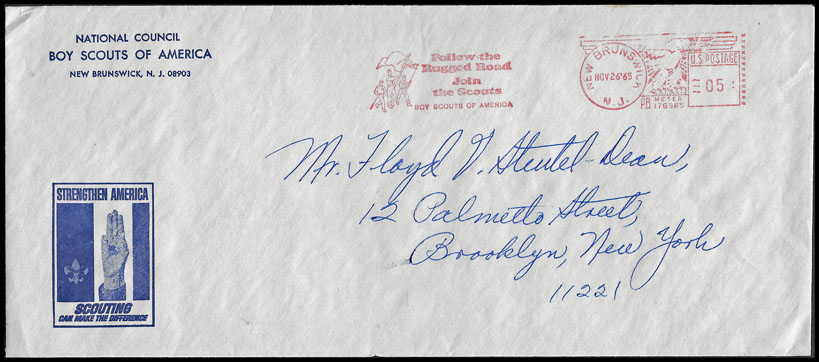 NATIONAL COUNCIL
BOY SCOUTS OF AMERICA
NEW BRUNSWICK, N. J. 08903
Follow the
Rugged Road
Join
the Scouts
BOY SCOUTS OF AMERICA
NEW BRUNSWICK
NOV 26'65
N.J.
U.S. POSTAGE
05
PB METER
Mr. Floyd V. Steutel-Dean,
12 Palmetto Street,
Brooklyn, New York
11221
STRENGTHEN AMERICA
SCOUTING
CAN MAKE THE DIFFERENCE